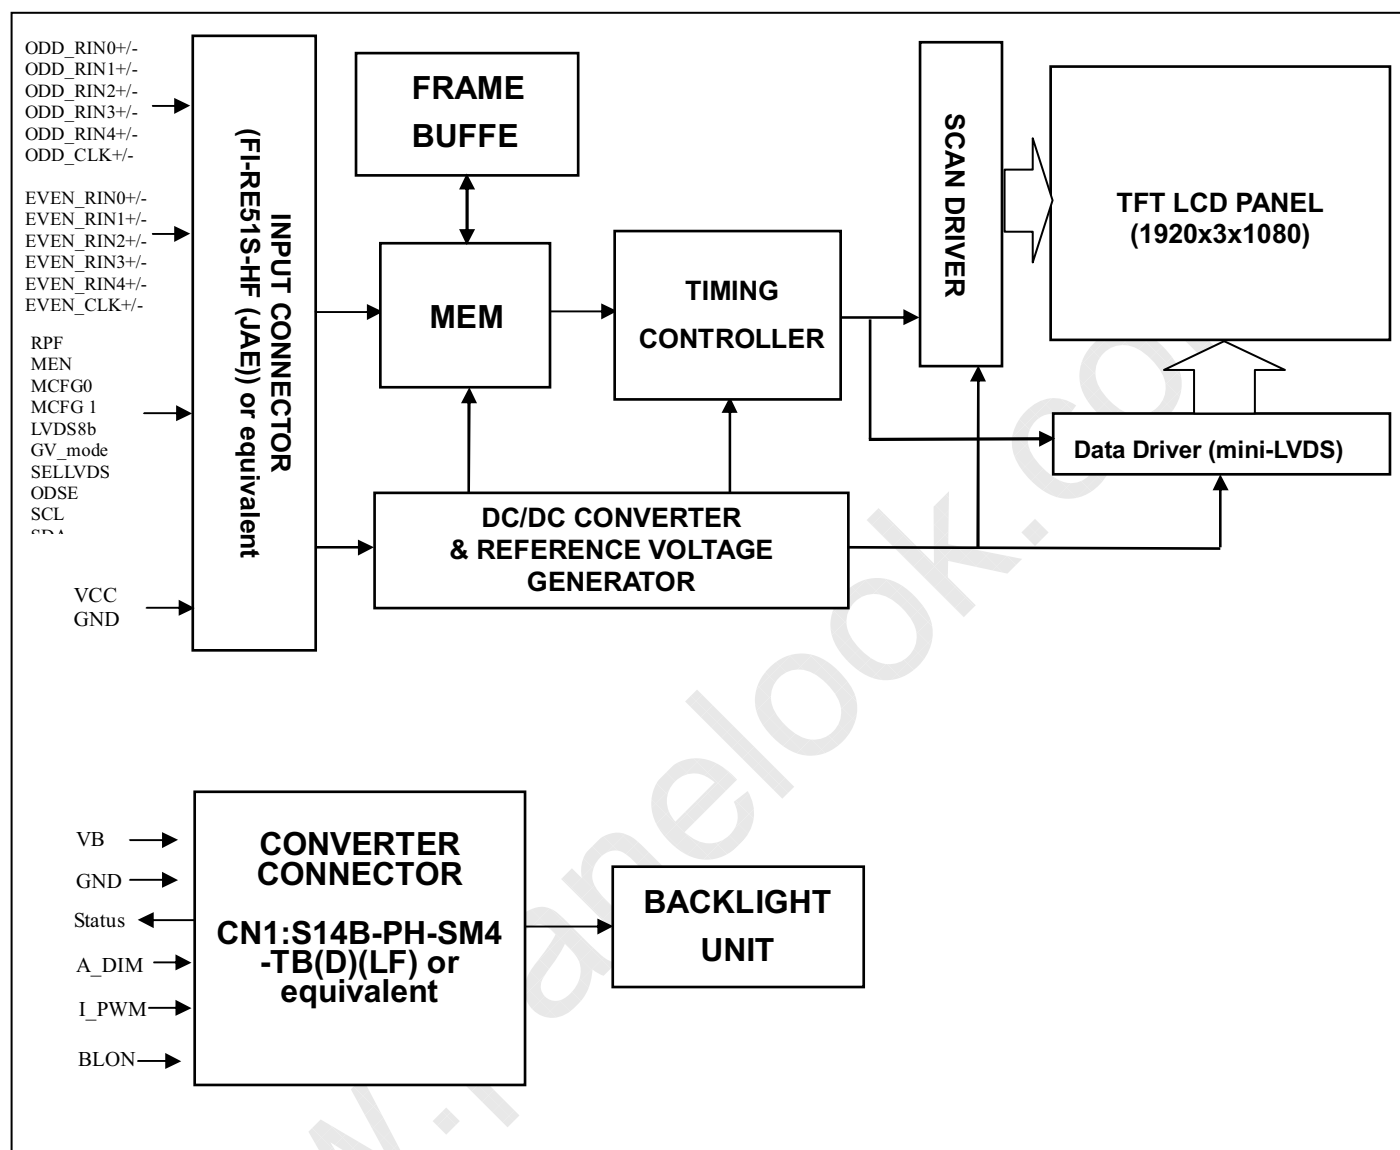 ODD_RIN0+/-
ODD_RIN1+/-
ODD_RIN2+/-
ODD_RIN3+/-
ODD_RIN4+/-
ODD_CLK+/-
EVEN_RIN0+/-
EVEN_RIN1+/-
EVEN_RIN2+/-
EVEN_RIN3+/-
EVEN_RIN4+/-
EVEN_CLK+/-
RPF
MEN
MCFG0
MCFG 1
LVDS8b
GV_mode
SELLVDS
ODSE
SCL
SDA
VCC
GND
INPUT CONNECTOR
(FI-RE51S-HF (JAE)) or equivalent
FRAME
BUFFE
MEM
TIMING
CONTROLLER
SCAN DRIVER
TFT LCD PANEL
(1920x3x1080)
Data Driver (mini-LVDS)
DC/DC CONVERTER
& REFERENCE VOLTAGE
GENERATOR
VB
GND
Status
A_DIM
I_PWM
BLON
CONVERTER
CONNECTOR
CN1:S14B-PH-SM4
-TB(D)(LF) or
equivalent
BACKLIGHT
UNIT
w.panelook.co